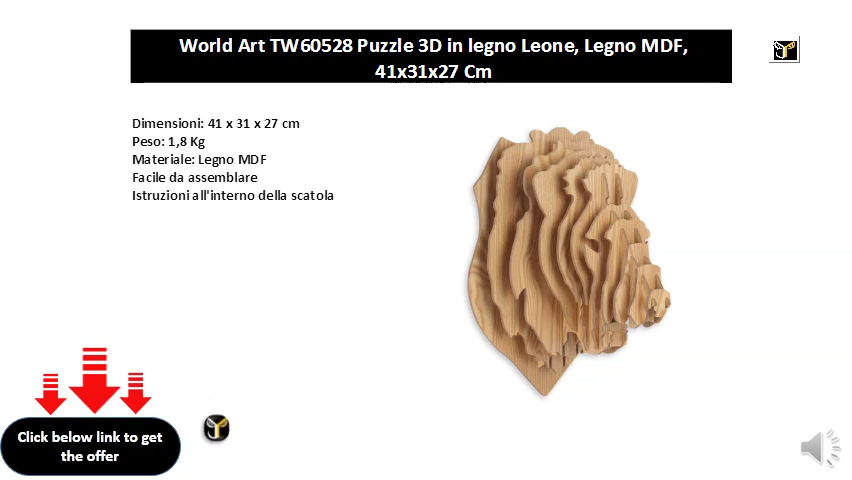 World Art TW60528 Puzzle 3D in legno Leone, Legno MDF,
41x31x27 Cm
Dimensioni: 41 x 31 x 27 cm
Peso: 1,8 Kg
Materiale: Legno MDF
Facile da assemblare
Istruzioni all'interno della scatola
Click below link to get
the offer